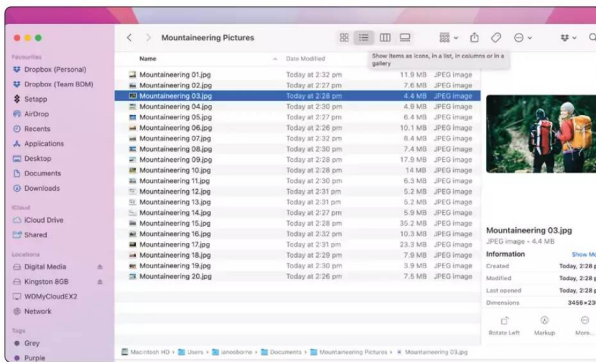 Mountaineering Pictures
Show items as icons, in a list, in columns or in a
gallery
Favourites
Dropbox (Personal)
Dropbox (Team BDM)
Setapp
AirDrop
Recents
Applications
Desktop
Documents
Downloads
iCloud
iCloud Drive
Shared
Locations
Digital Media
Kingston 8GB
WDMyCloudEX2
Network
Tags
Grey
Purple
Name Date Modified
Mountaineering 01.jpg Today at 2:32 pm 11.9 MB JPEG image
Mountaineering 02.jpg Today at 2:27 pm 7.6 MB JPEG image
Mountaineering 03.jpg Today at 2:28 pm 4.4 MB JPEG image
Mountaineering 04.jpg Today at 2:30 pm 4.9 MB JPEG image
Mountaineering 05.jpg Today at 2:27 pm 6.4 MB JPEG image
Mountaineering 06.jpg Today at 2:26 pm 10.1 MB JPEG image
Mountaineering 07.jpg Today at 2:32 pm 8.4 MB JPEG image
Mountaineering 08.jpg Today at 2:30 pm 7.4 MB JPEG image
Mountaineering 09.jpg Today at 2:28 pm 17.9 MB JPEG image
Mountaineering 10.jpg Today at 2:28 pm 14 MB JPEG image
Mountaineering 11.jpg Today at 2:30 pm 6.3 MB JPEG image
Mountaineering 12.jpg Today at 2:31 pm 5.2 MB JPEG image
Mountaineering 13.jpg Today at 2:31 pm 5.2 MB JPEG image
Mountaineering 14.jpg Today at 2:27 pm 5.9 MB JPEG image
Mountaineering 15.jpg Today at 2:28 pm 35.2 MB JPEG image
Mountaineering 16.jpg Today at 2:32 pm 10.3 MB JPEG image
Mountaineering 17.jpg Today at 2:31 pm 23.3 MB JPEG image
Mountaineering 18.jpg Today at 2:29 pm 7.9 MB JPEG image
Mountaineering 19.jpg Today at 2:30 pm 3.9 MB JPEG image
Mountaineering 20.jpg Today at 2:26 pm 7.5 MB JPEG image
Mountaineering 03.jpg
JPEG image - 4.4 MB
Information Show Mo
Created Today, 2:28 p
Modified Today, 2:28 p
Last opened Today, 2:28 p
Dimensions 3456×230
Rotate Left Markup More...
Macintosh HD › Users › ianosborne › Documents › Mountaineering Pictures › Mountaineering 03.jpg